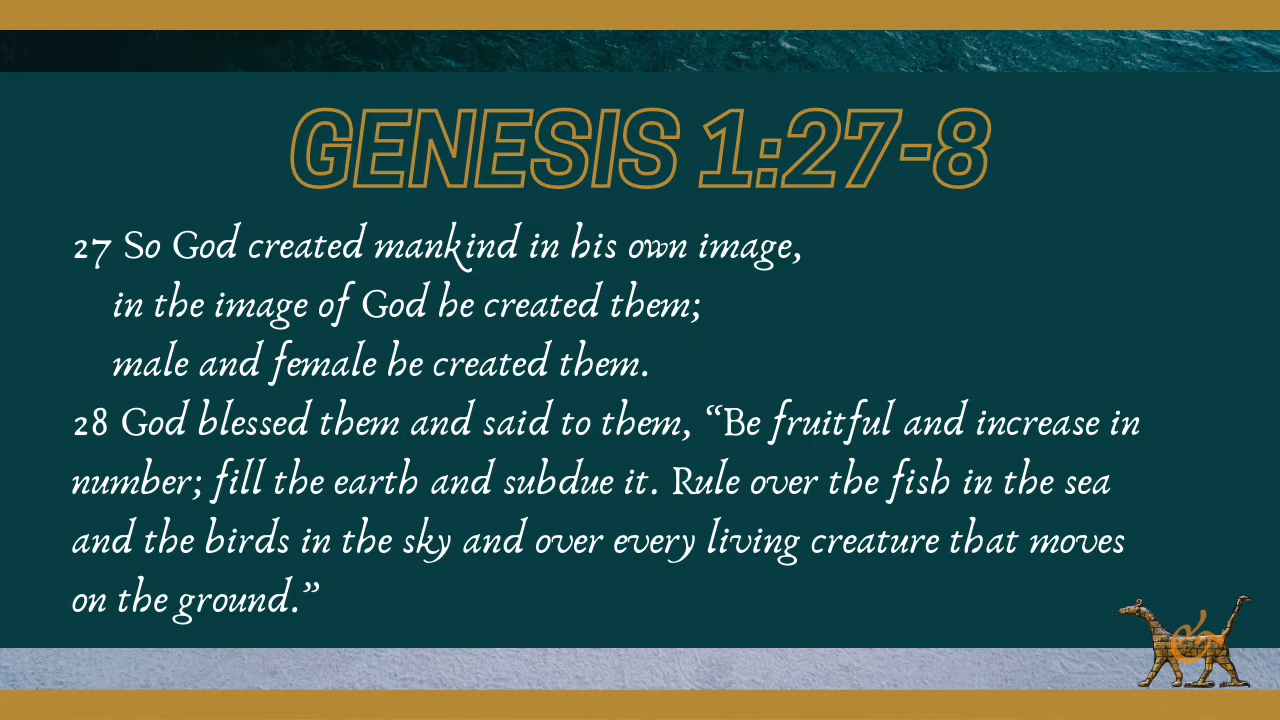 GENESIS 1:27-8
27 So God created mankind in his own image,
in the image of God he created them;
male and female he created them.
28 God blessed them and said to them, “Be fruitful and increase in
number; fill the earth and subdue it. Rule over the fish in the sea
and the birds in the sky and over every living creature that moves
on the ground.”